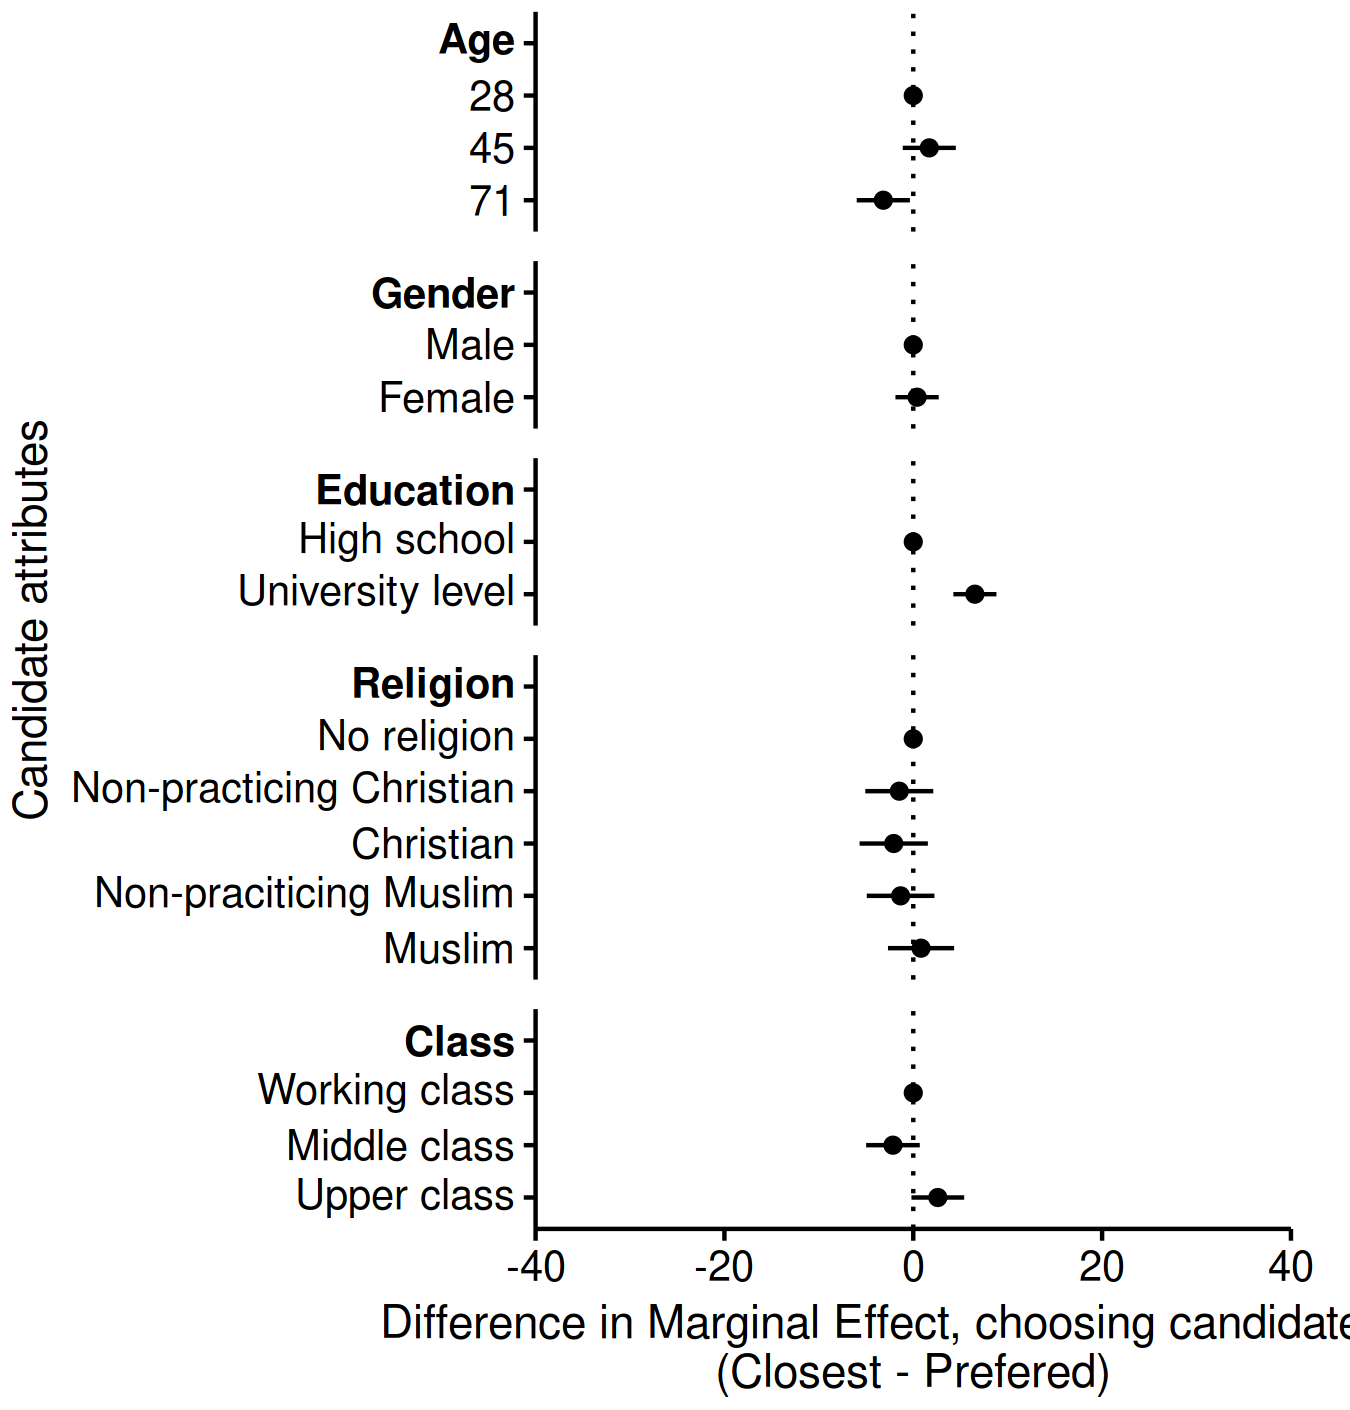 Age
28
45
71
Gender
Male
Female
Education
High school
University level
Religion
No religion
Non-practicing Christian
Christian
Non-praciticing Muslim
Muslim
Class
Working class
Middle class
Upper class
Candidate attributes
-40 -20 0 20 40
Difference in Marginal Effect, choosing candidate
(Closest - Prefered)